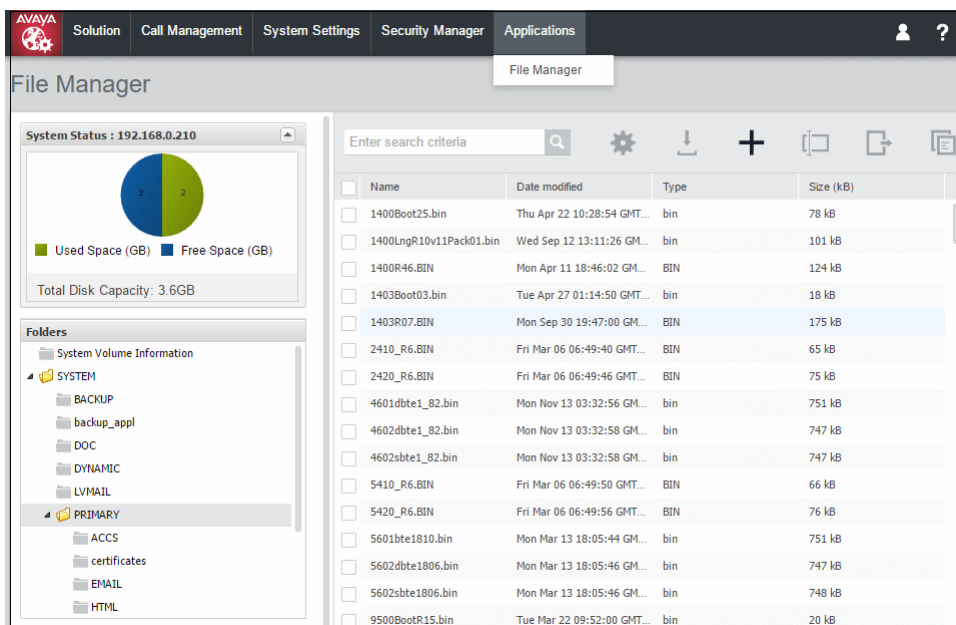 AVAYA
Solution Call Management System Settings Security Manager Applications ?
File Manager
File Manager
System Status : 192.168.0.210
2 2
Used Space (GB) Free Space (GB)
Total Disk Capacity: 3.6GB
Folders
System Volume Information
SYSTEM
BACKUP
backup_appl
DOC
DYNAMIC
LVMAIL
PRIMARY
ACCS
certificates
EMAIL
HTML
Enter search criteria
Name Date modified Type Size (kB)
1400Boot25.bin Thu Apr 22 10:28:54 GMT... bin 78 kB
1400LngR10v11Pack01.bin Wed Sep 12 13:11:26 GM... bin 101 kB
1400R46.BIN Mon Apr 11 18:46:02 GM... BIN 124 kB
1403Boot03.bin Tue Apr 27 01:14:50 GMT... bin 18 kB
1403R07.BIN Mon Sep 30 19:47:00 GM... BIN 175 kB
2410_R6.BIN Fri Mar 06 06:49:40 GMT... BIN 65 kB
2420_R6.BIN Fri Mar 06 06:49:46 GMT... BIN 75 kB
4601dbte1_82.bin Mon Nov 13 03:32:56 GM... bin 751 kB
4602dbte1_82.bin Mon Nov 13 03:32:58 GM... bin 747 kB
4602sbte1_82.bin Mon Nov 13 03:32:58 GM... bin 747 kB
5410_R6.BIN Fri Mar 06 06:49:50 GMT... BIN 66 kB
5420_R6.BIN Fri Mar 06 06:49:56 GMT... BIN 76 kB
5601bte1810.bin Mon Mar 13 18:05:44 GM... bin 751 kB
5602dbte1806.bin Mon Mar 13 18:05:46 GM... bin 747 kB
5602sbte1806.bin Mon Mar 13 18:05:46 GM... bin 748 kB
9500BootR15.bin Tue Mar 22 09:52:00 GMT... bin 20 kB